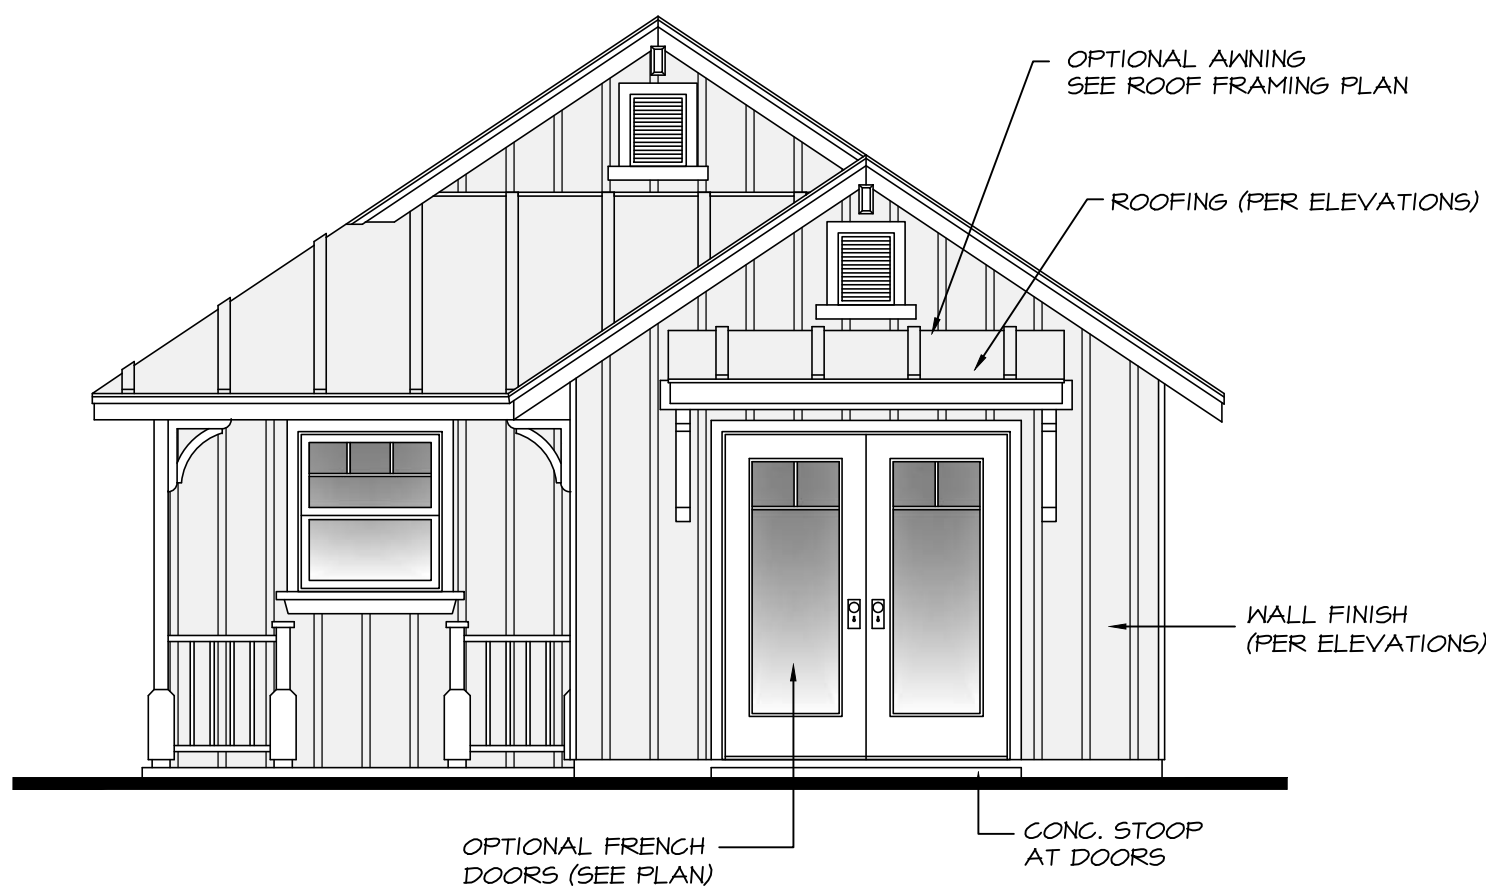 OPTIONAL AWNING
SEE ROOF FRAMING PLAN
ROOFING (PER ELEVATIONS)
WALL FINISH
(PER ELEVATIONS)
OPTIONAL FRENCH
DOORS (SEE PLAN)
CONC. STOOP
AT DOORS